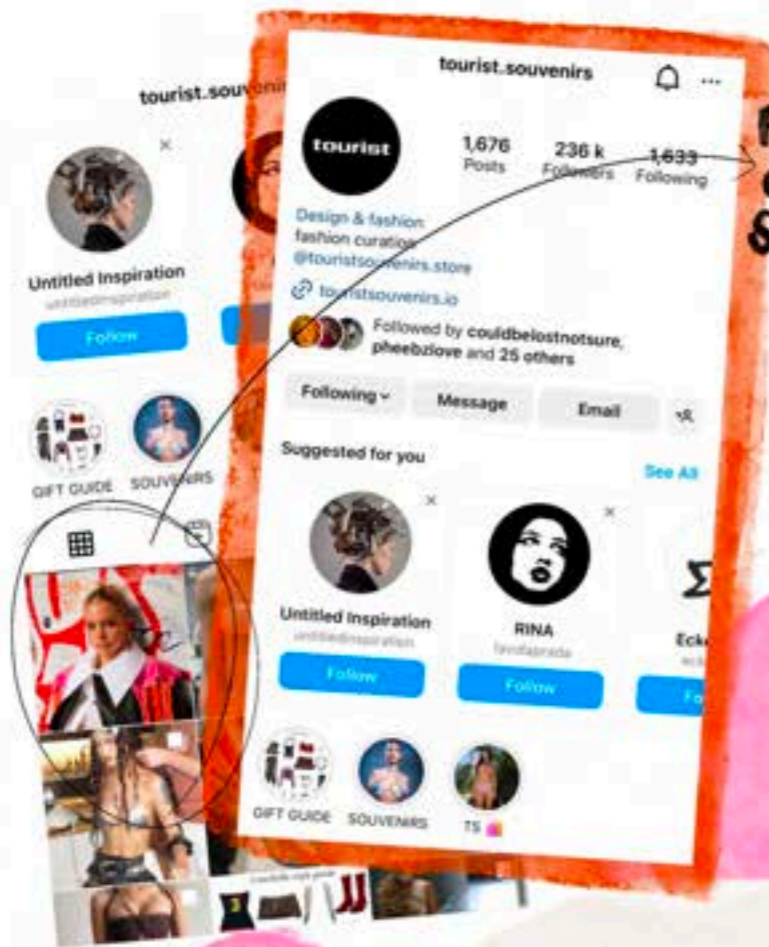 tourist.souvenirs
tourist
1,676
Posts
236 k
Followers
1,633
Following
Design & fashion
fashion curation
@touristsouvenirs.store
touristsouvenirs.io
Followed by couldbelostnotsure,
pheebzlove and 25 others
Following
Message
Email
Suggested for you
See All
Untitled Inspiration
untitledinspiration
Follow
RINA
Follow
GIFT GUIDE
SOUVENIRS
TS
Untitled Inspiration
untitledinspiration
Follow
GIFT GUIDE
SOUVENIRS